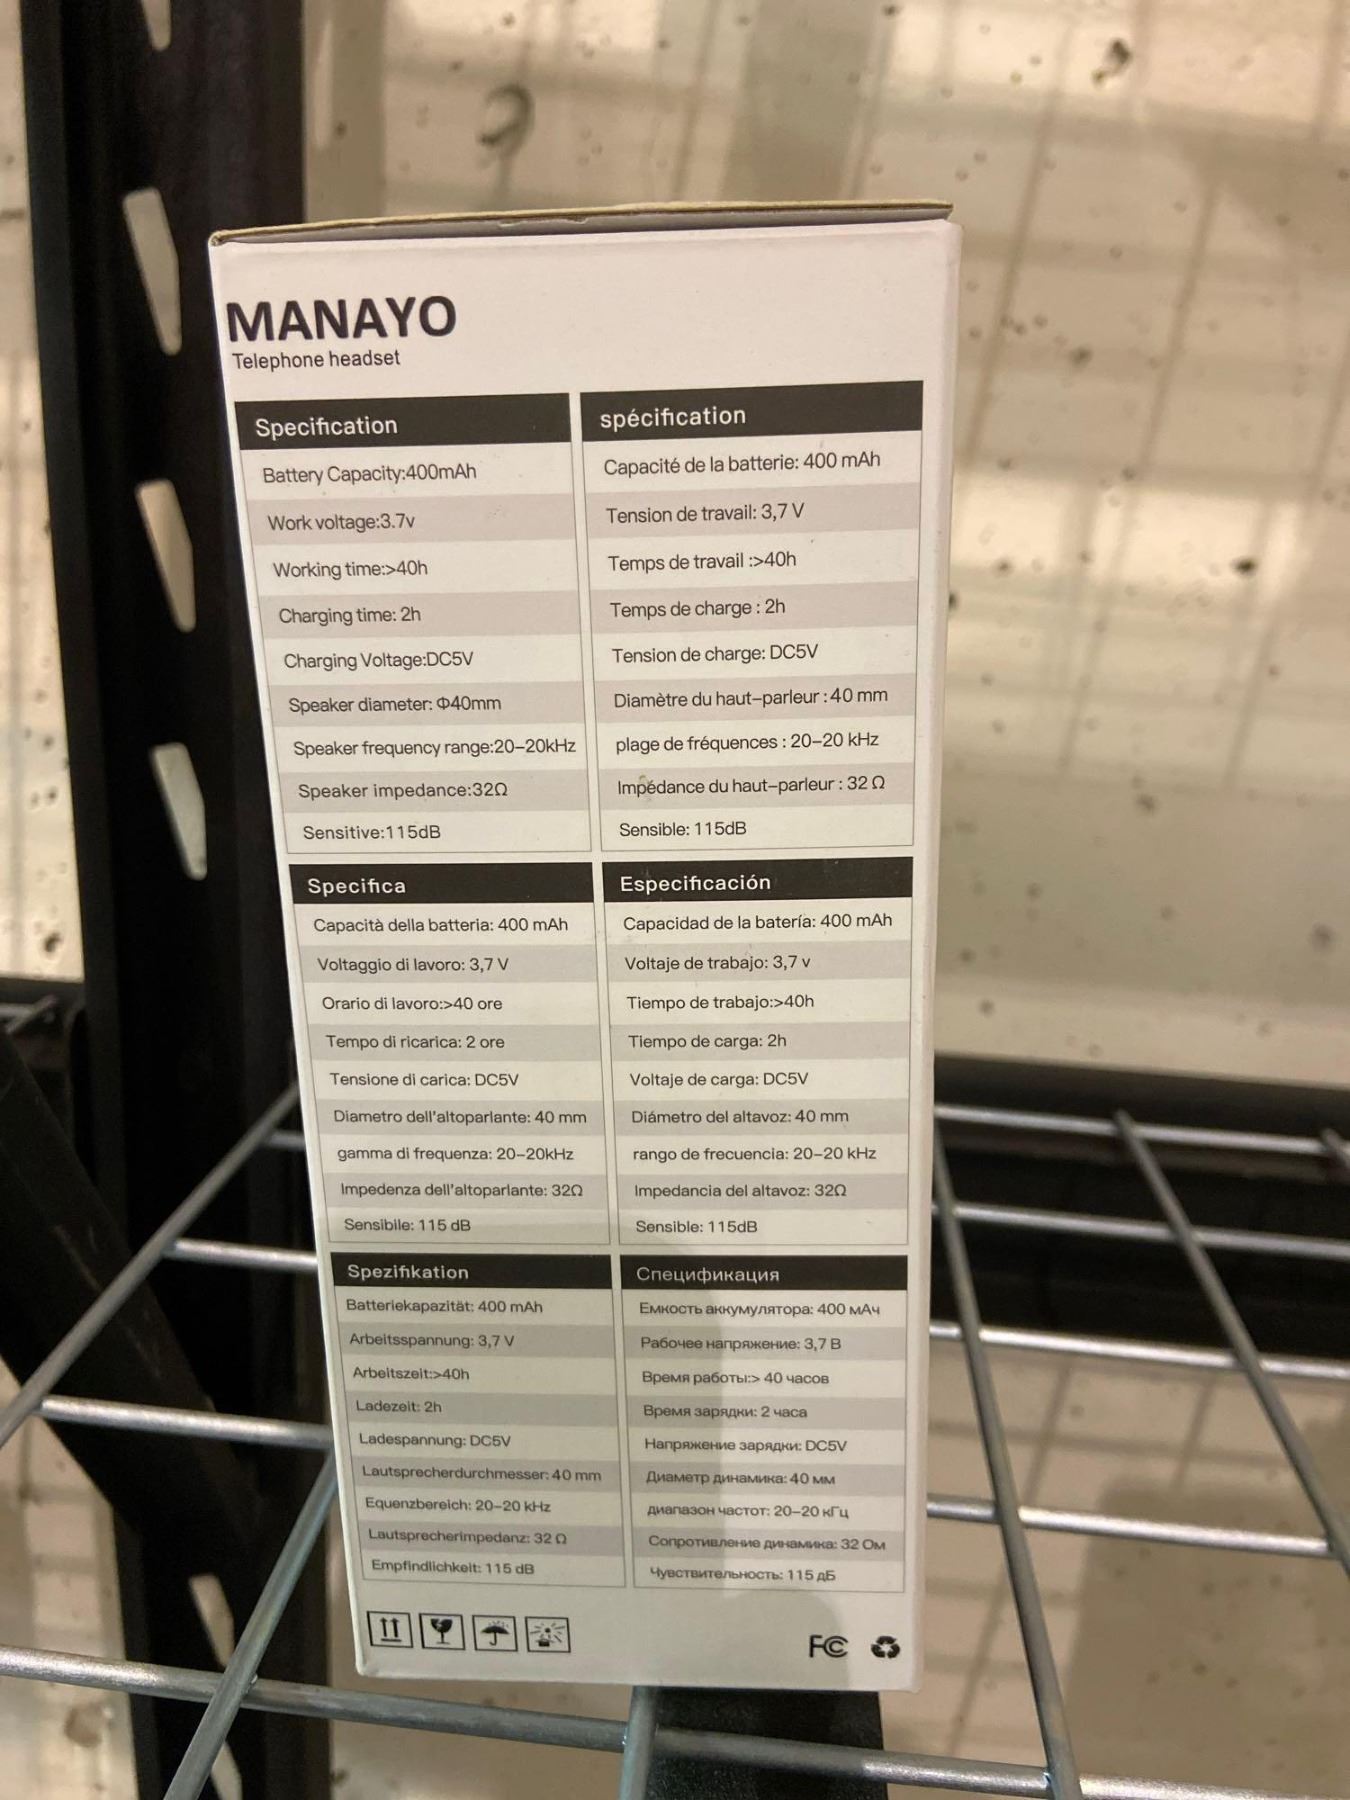 MANAYO
Telephone headset
Specification
Battery Capacity:400mAh
Work voltage:3.7v
Working time:>40h
Charging time: 2h
Charging Voltage:DC5V
Speaker diameter: Φ40mm
Speaker frequency range:20–20kHz
Speaker impedance:32Ω
Sensitive:115dB
spécification
Capacité de la batterie: 400 mAh
Tension de travail: 3,7 V
Temps de travail :>40h
Temps de charge : 2h
Tension de charge: DC5V
Diamètre du haut–parleur : 40 mm
plage de fréquences : 20–20 kHz
Impédance du haut–parleur : 32 Ω
Sensible: 115dB
Specifica
Capacità della batteria: 400 mAh
Voltaggio di lavoro: 3,7 V
Orario di lavoro:>40 ore
Tempo di ricarica: 2 ore
Tensione di carica: DC5V
Diametro dell'altoparlante: 40 mm
gamma di frequenza: 20–20kHz
Impedenza dell'altoparlante: 32Ω
Sensibile: 115 dB
Especificación
Capacidad de la batería: 400 mAh
Voltaje de trabajo: 3,7 v
Tiempo de trabajo:>40h
Tiempo de carga: 2h
Voltaje de carga: DC5V
Diámetro del altavoz: 40 mm
rango de frecuencia: 20–20 kHz
Impedancia del altavoz: 32Ω
Sensible: 115dB
Spezifikation
Batteriekapazität: 400 mAh
Arbeitsspannung: 3,7 V
Arbeitszeit:>40h
Ladezeit: 2h
Ladespannung: DC5V
Lautsprecherdurchmesser: 40 mm
Equenzbereich: 20–20 kHz
Lautsprecherimpedanz: 32 Ω
Empfindlichkeit: 115 dB
Спецификация
Емкость аккумулятора: 400 мАч
Рабочее напряжение: 3,7 В
Время работы:> 40 часов
Время зарядки: 2 часа
Напряжение зарядки: DC5V
Диаметр динамика: 40 мм
диапазон частот: 20–20 кГц
Сопротивление динамика: 32 Ом
Чувствительность: 115 дБ
FC